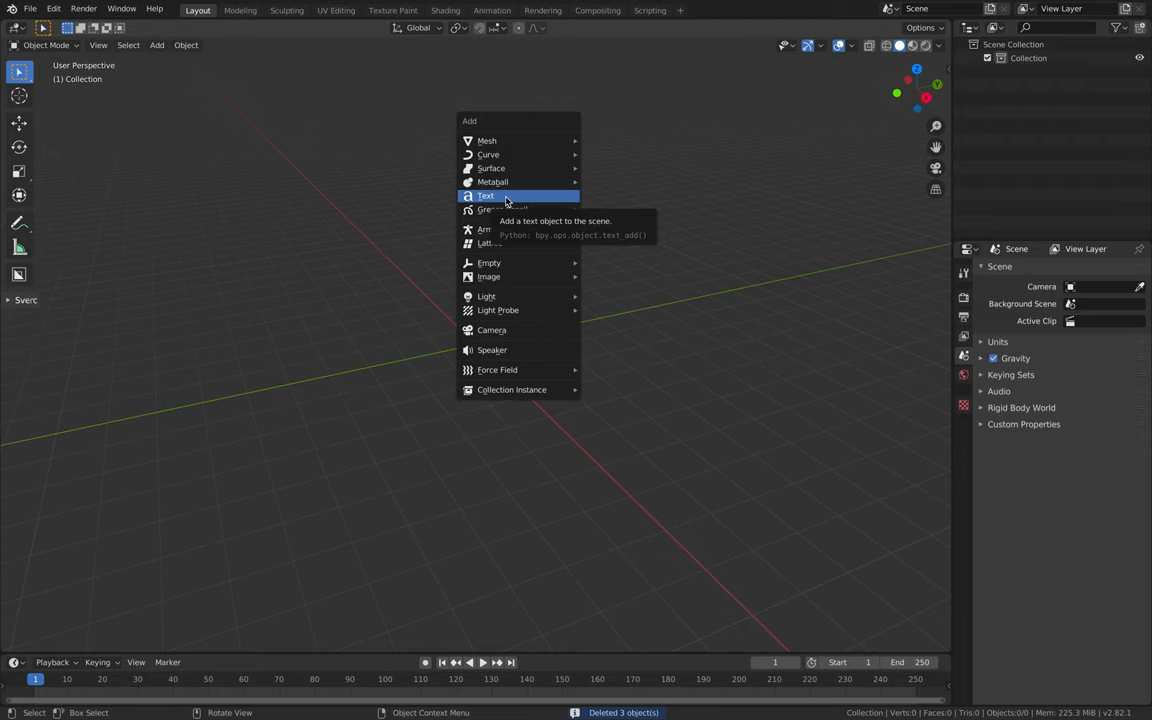 File Edit Render Window Help Layout Modeling Sculpting UV Editing Texture Paint Shading Animation Rendering Compositing Scripting + Scene View Layer
Global Options
Object Mode View Select Add Object
User Perspective
(1) Collection
Z
Y
X
Sverc
Add
Mesh
Curve
Surface
Metaball
Text
Add a text object to the scene.
Python: bpy.ops.object.text_add()
Empty
Image
Light
Light Probe
Camera
Speaker
Force Field
Collection Instance
Scene Collection
Collection
Scene View Layer
Scene
Camera
Background Scene
Active Clip
Units
Gravity
Keying Sets
Audio
Rigid Body World
Custom Properties
Playback Keying View Marker 1 Start 1 End 250
1 10 20 30 40 50 60 70 80 90 100 110 120 130 140 150 160 170 180 190 200 210 220 230 240 250
Select Box Select Rotate View Object Context Menu Deleted 3 object(s) Collection | Verts:0 | Faces:0 | Tris:0 | Objects:0/0 | Mem: 225.3 MiB | v2.82.1